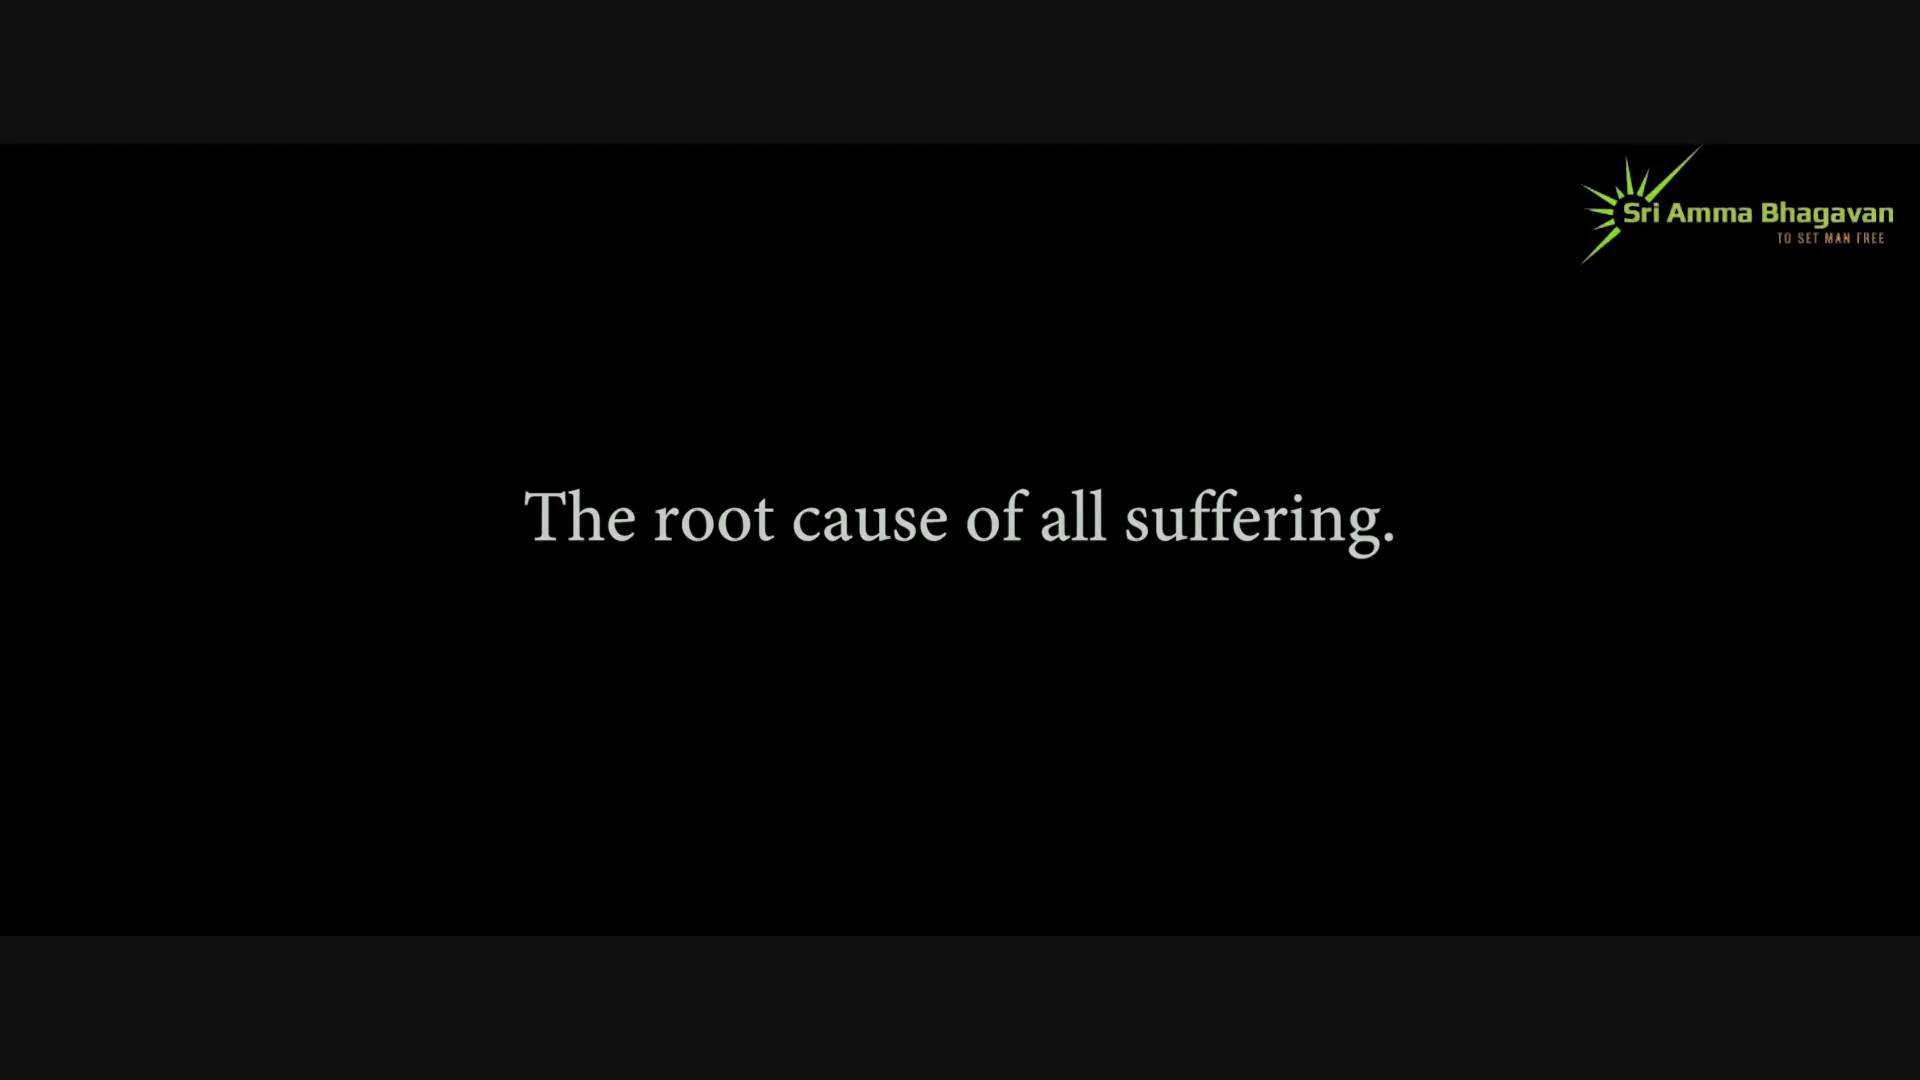 Sri Amma Bhagavan
TO SET MAN FREE
The root cause of all suffering.